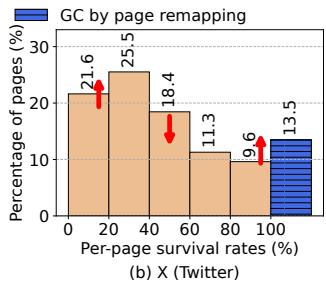 GC by page remapping
Percentage of pages (%)
30
20
10
0
21.6
25.5
18.4
11.3
9.6
13.5
0 20 40 60 80 100
Per-page survival rates (%)
(b) X (Twitter)